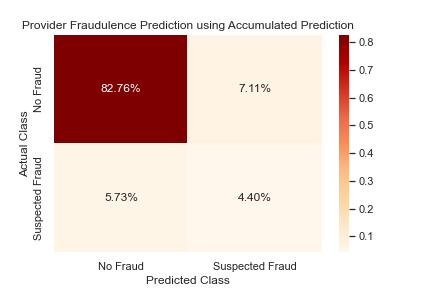 Provider Fraudulence Prediction using Accumulated Prediction
Actual Class
No Fraud
Suspected Fraud
82.76%
7.11%
5.73%
4.40%
No Fraud
Suspected Fraud
Predicted Class
0.8
0.7
0.6
0.5
0.4
0.3
0.2
0.1